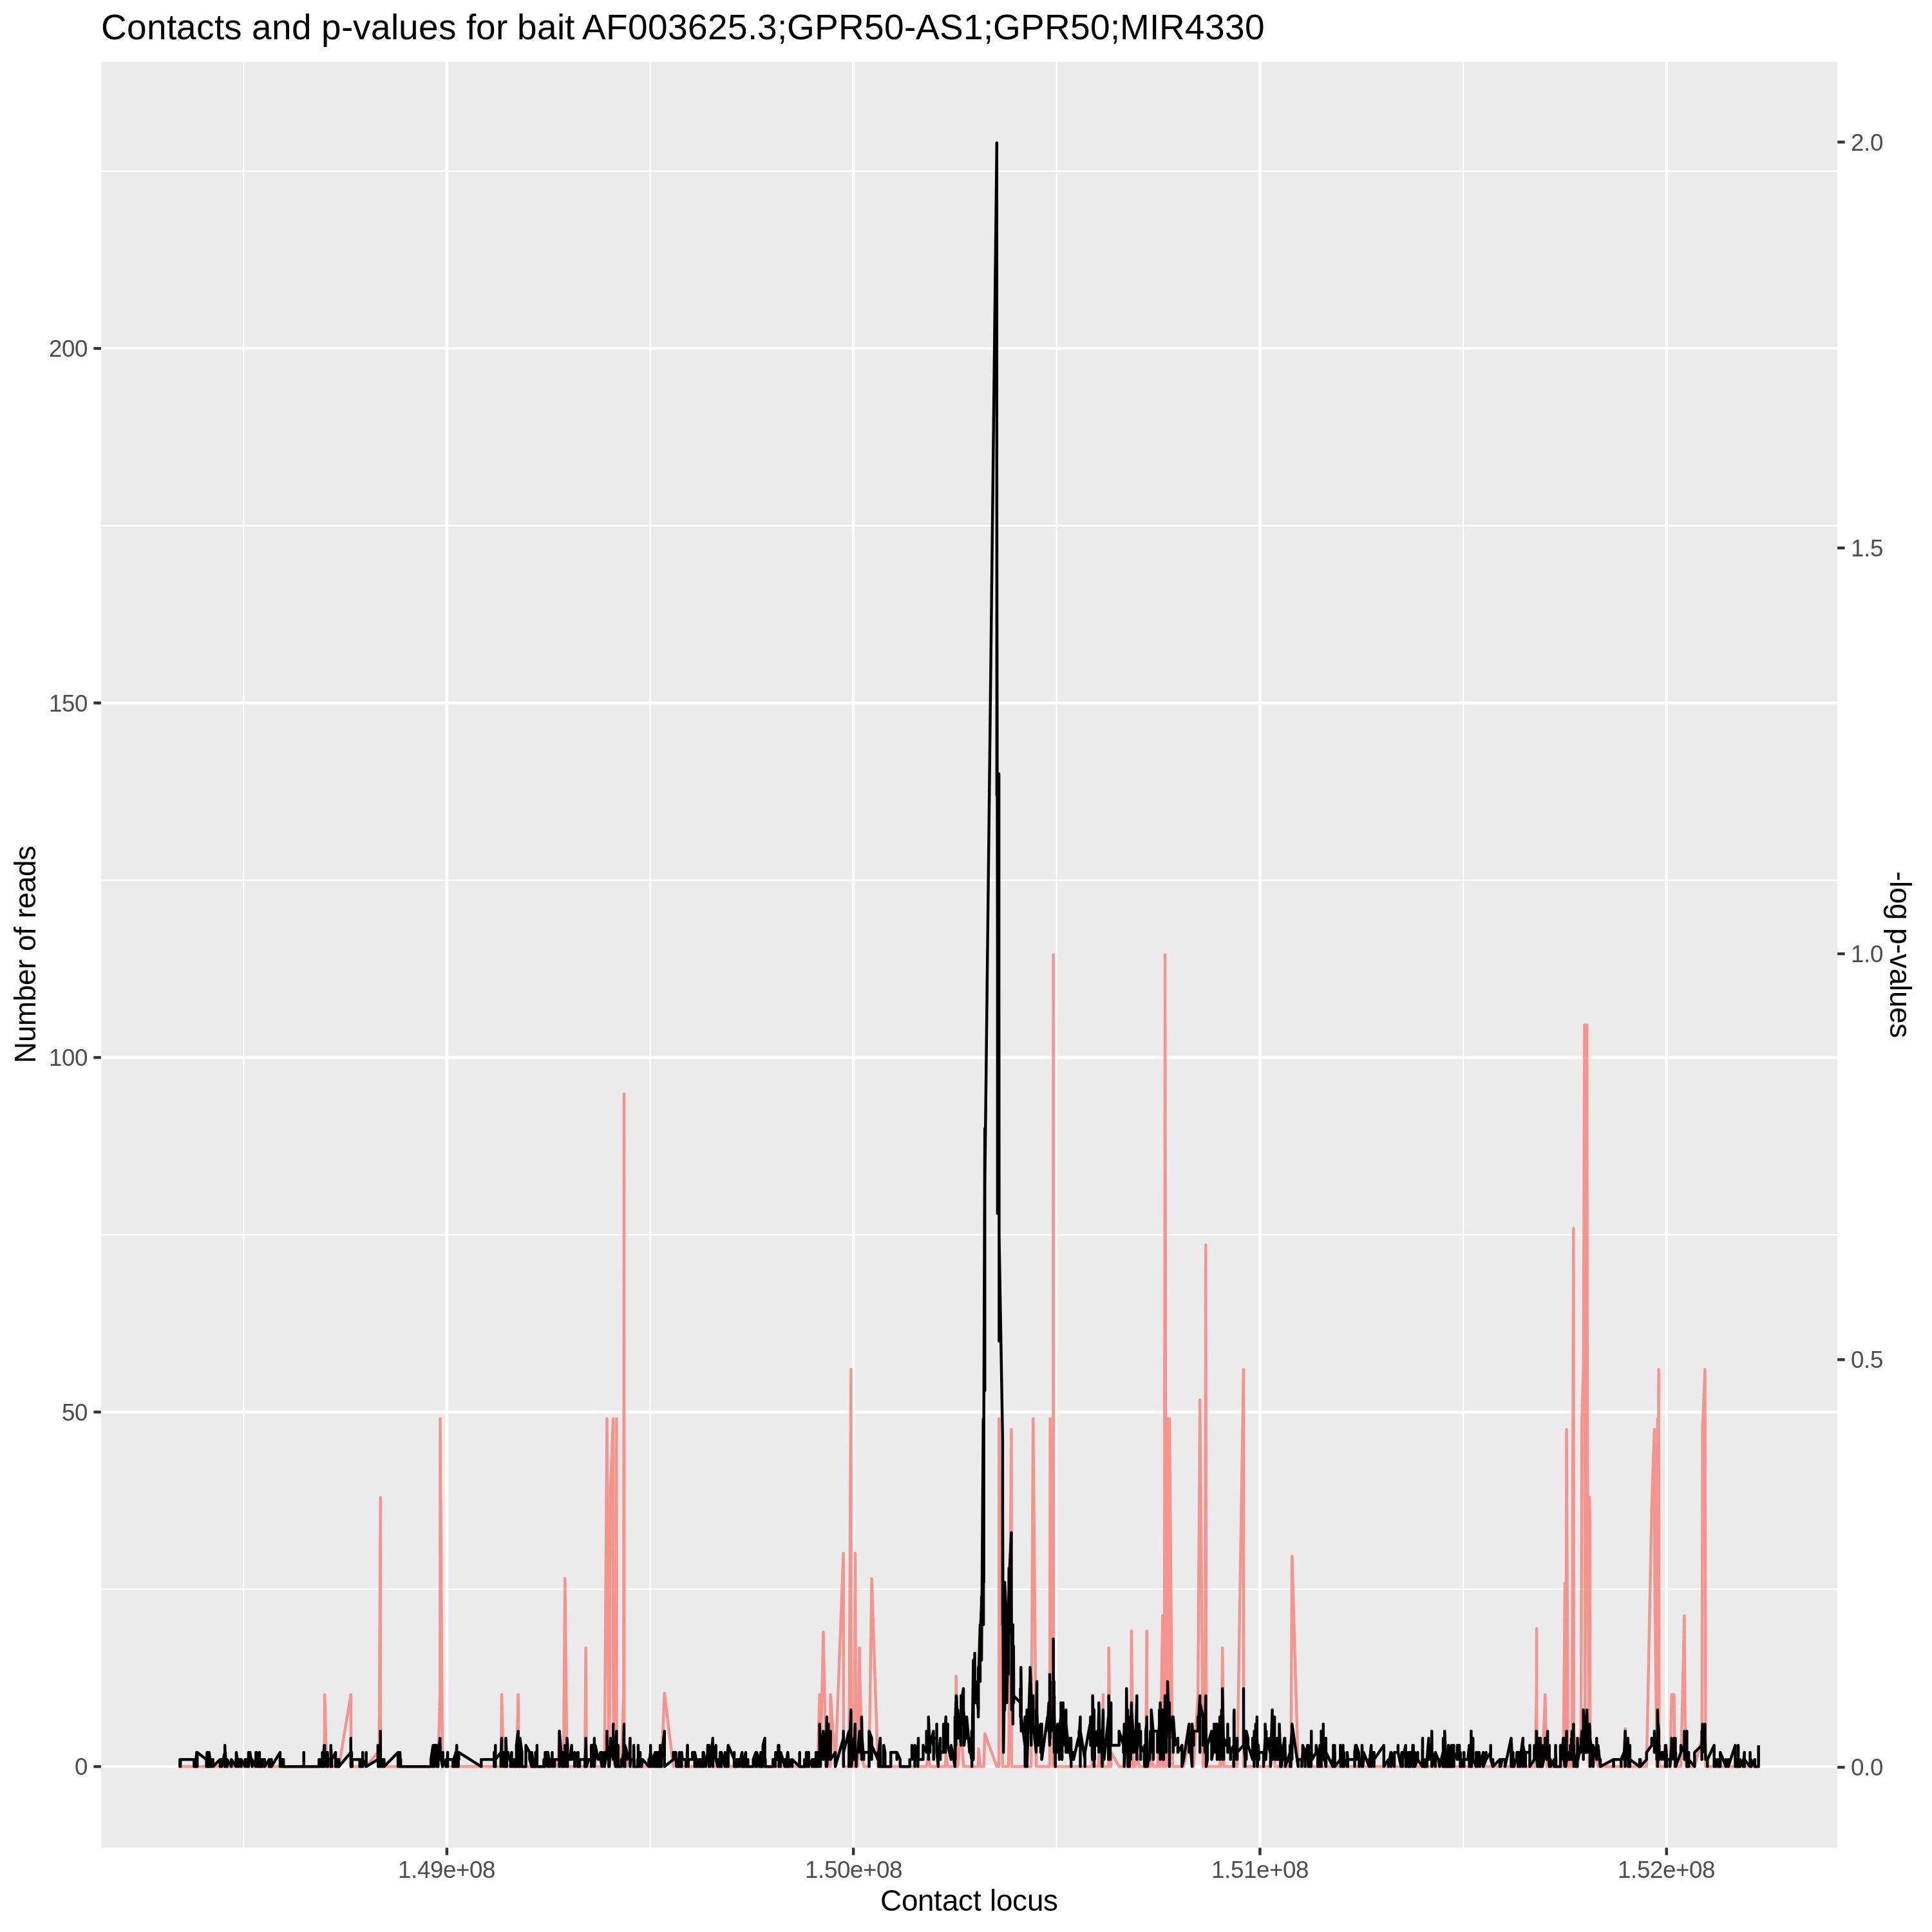 Contacts and p-values for bait AF003625.3;GPR50-AS1;GPR50;MIR4330
Number of reads
200
150
100
50
0
2.0
1.5
1.0
0.5
0.0
-log p-values
1.49e+08 1.50e+08 1.51e+08 1.52e+08
Contact locus